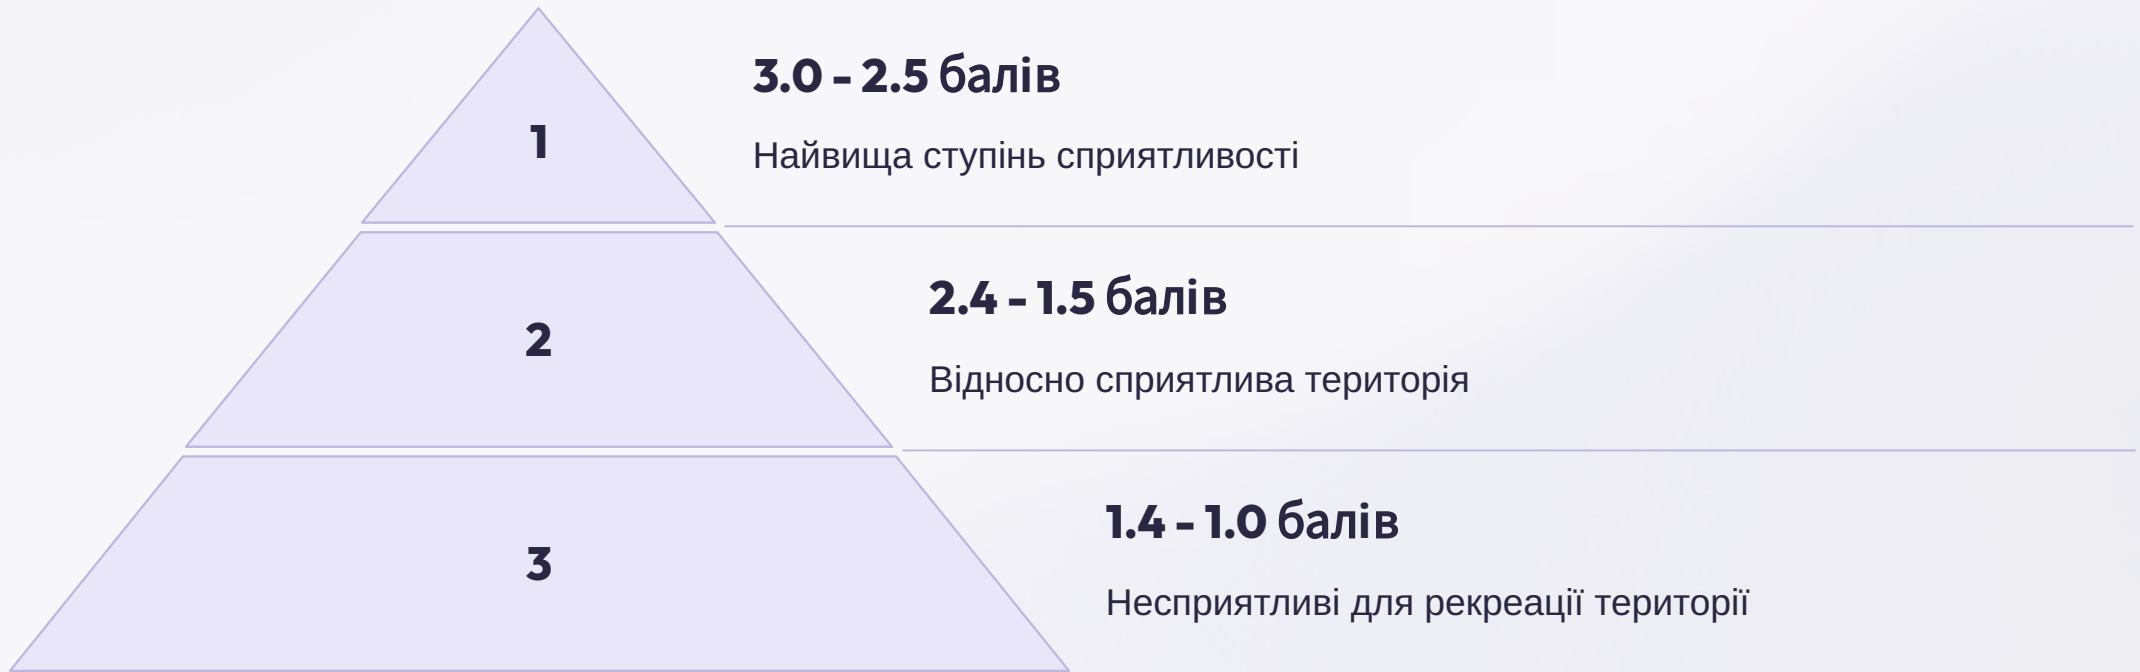 1
3.0 - 2.5 балів
Найвища ступінь сприятливості
2
2.4 - 1.5 балів
Відносно сприятлива територія
3
1.4 - 1.0 балів
Несприятливі для рекреації території